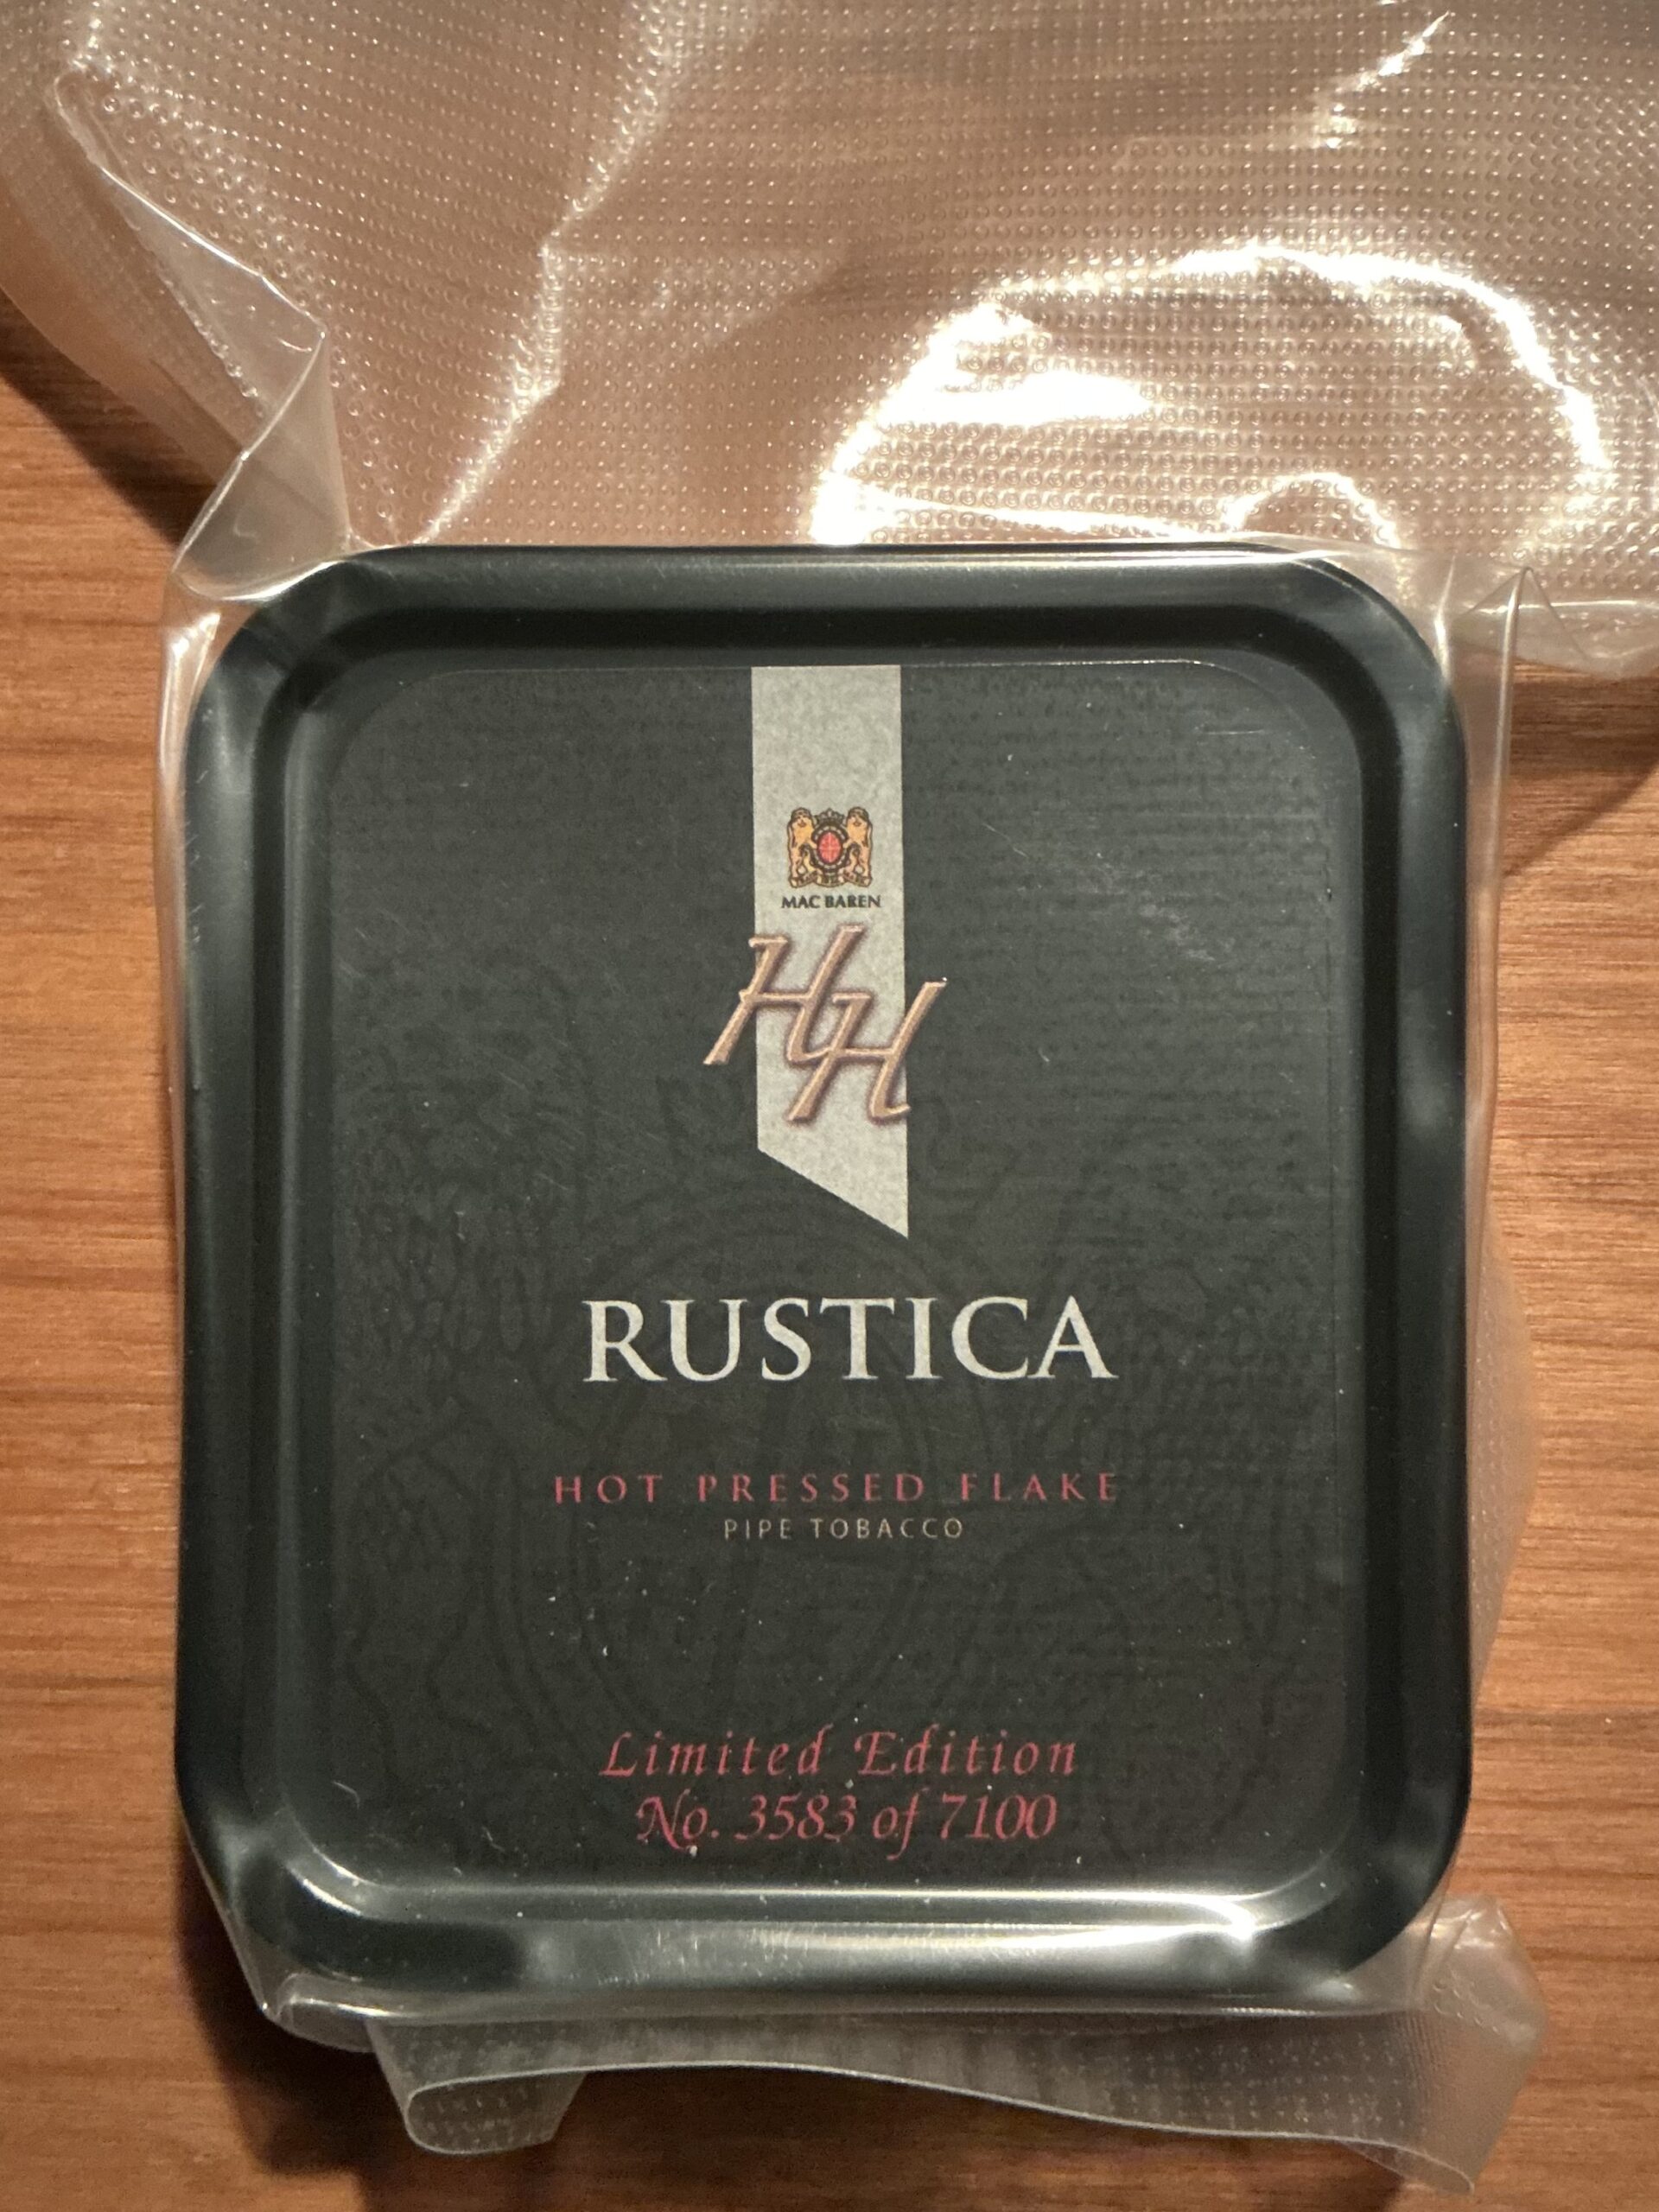 MAC BAREN
HH
RUSTICA
HOT PRESSED FLAKE
PIPE TOBACCO
Limited Edition
No. 3583 of 7100